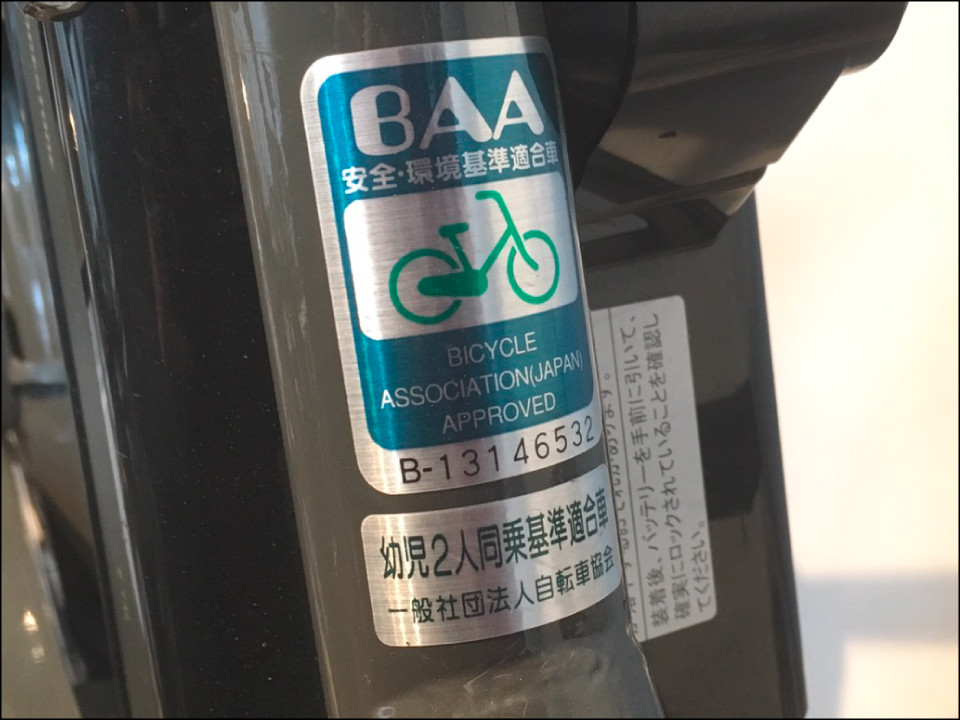 BAA
安全・環境基準適合車
BICYCLE
ASSOCIATION(JAPAN)
APPROVED
B-13146532
幼児2人同乗基準適合車
一般社団法人自転車協会
装着後、バッテリーを手前に引いて、
確実にロックされていることを確認し
てください。